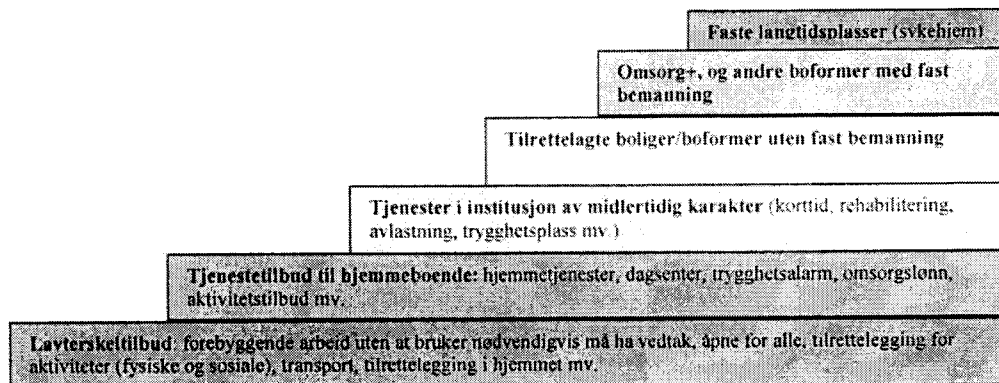 Faste langtidsplasser (sykehjem)
Omsorg+, og andre boformer med fast
bemanning
Tilrettelagte boliger/boformer uten fast bemanning
Tjenester i institusjon av midlertidig karakter (korttid, rehabilitering,
avlastning, trygghetsplass mv.)
Tjenestetilbud til hjemmeboende: hjemmetjenester, dagsenter, trygghetsalarm, omsorgslønn,
aktivitetstilbud mv.
Lavterskeltilbud: forebyggende arbeid uten at bruker nødvendigvis må ha vedtak, åpne for alle, tilrettelegging for
aktiviteter (fysiske og sosiale), transport, tilrettelegging i hjemmet mv.